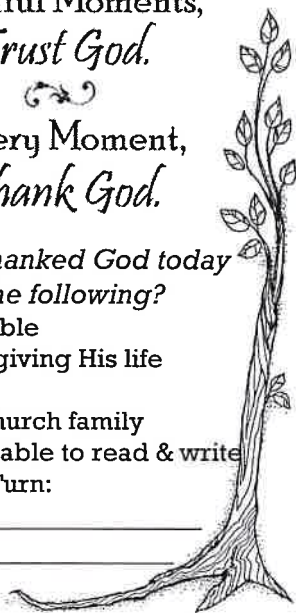 ful Moments,
rust God.
ery Moment,
hank God.
hanked God today
he following?
ble
giving His life
hurch family
able to read & write
Turn: